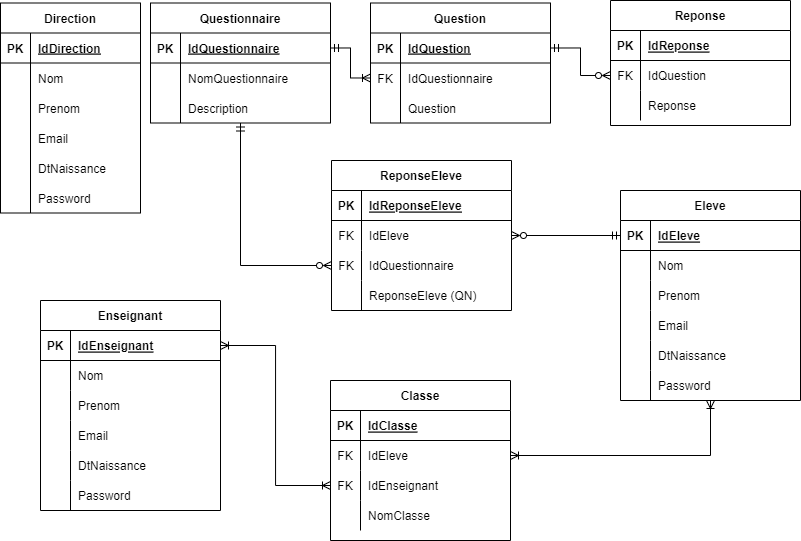 Direction
PK IdDirection
Nom
Prenom
Email
DtNaissance
Password
Questionnaire
PK IdQuestionnaire
NomQuestionnaire
Description
Question
PK IdQuestion
FK IdQuestionnaire
Question
Reponse
PK IdReponse
FK IdQuestion
Reponse
ReponseEleve
PK IdReponseEleve
FK IdEleve
FK IdQuestionnaire
ReponseEleve (QN)
Eleve
PK IdEleve
Nom
Prenom
Email
DtNaissance
Password
Enseignant
PK IdEnseignant
Nom
Prenom
Email
DtNaissance
Password
Classe
PK IdClasse
FK IdEleve
FK IdEnseignant
NomClasse